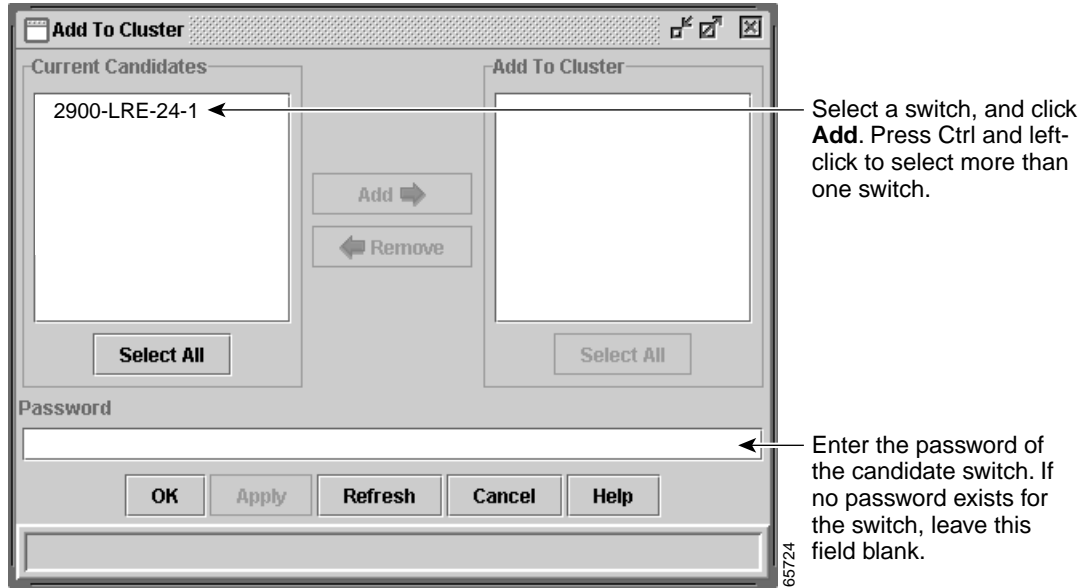 Add To Cluster
Current Candidates
Add To Cluster
2900-LRE-24-1
Select a switch, and click
Add. Press Ctrl and left-
click to select more than
one switch.
Add
Remove
Select All
Select All
Password
Enter the password of
the candidate switch. If
no password exists for
the switch, leave this
field blank.
OK
Apply
Refresh
Cancel
Help
65724